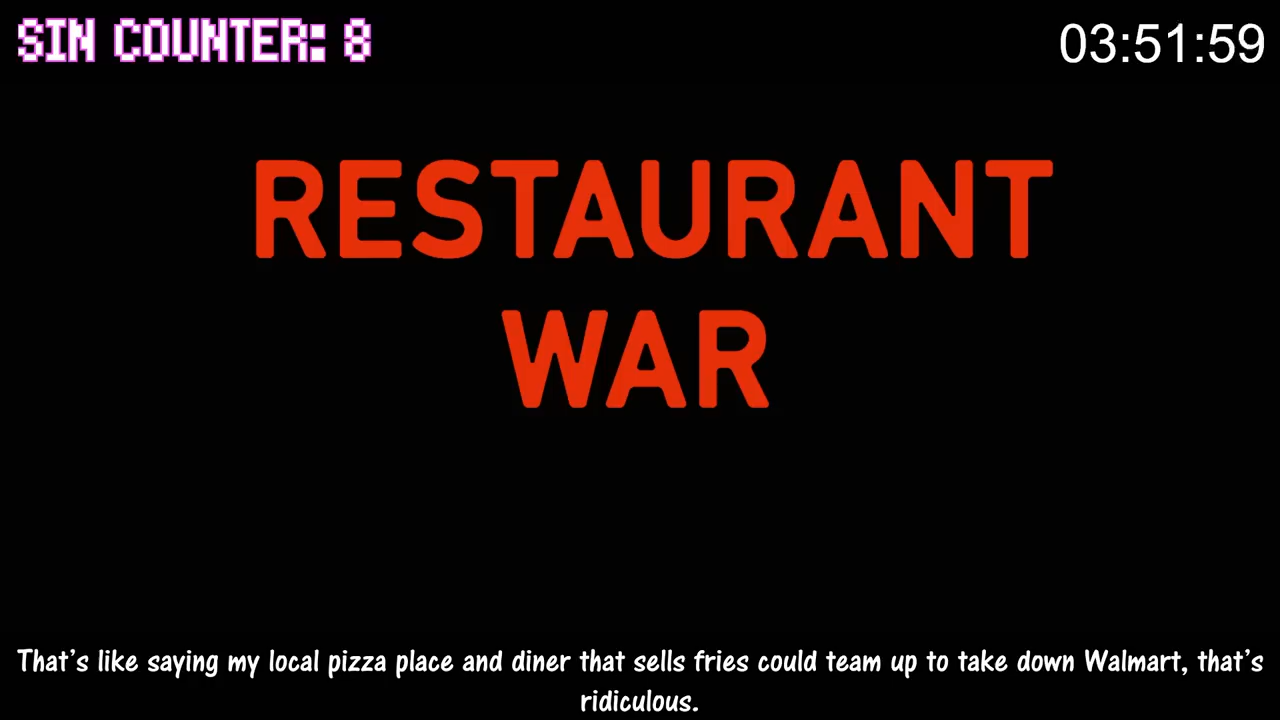 SIN COUNTER: 8
03:51:59
RESTAURANT
WAR
That's like saying my local pizza place and diner that sells fries could team up to take down Walmart, that's
ridiculous.